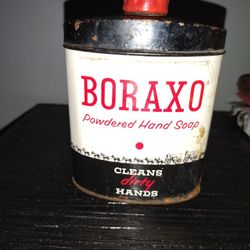 BORAXO®
Powdered Hand Soap
CLEANS
dirty
HANDS